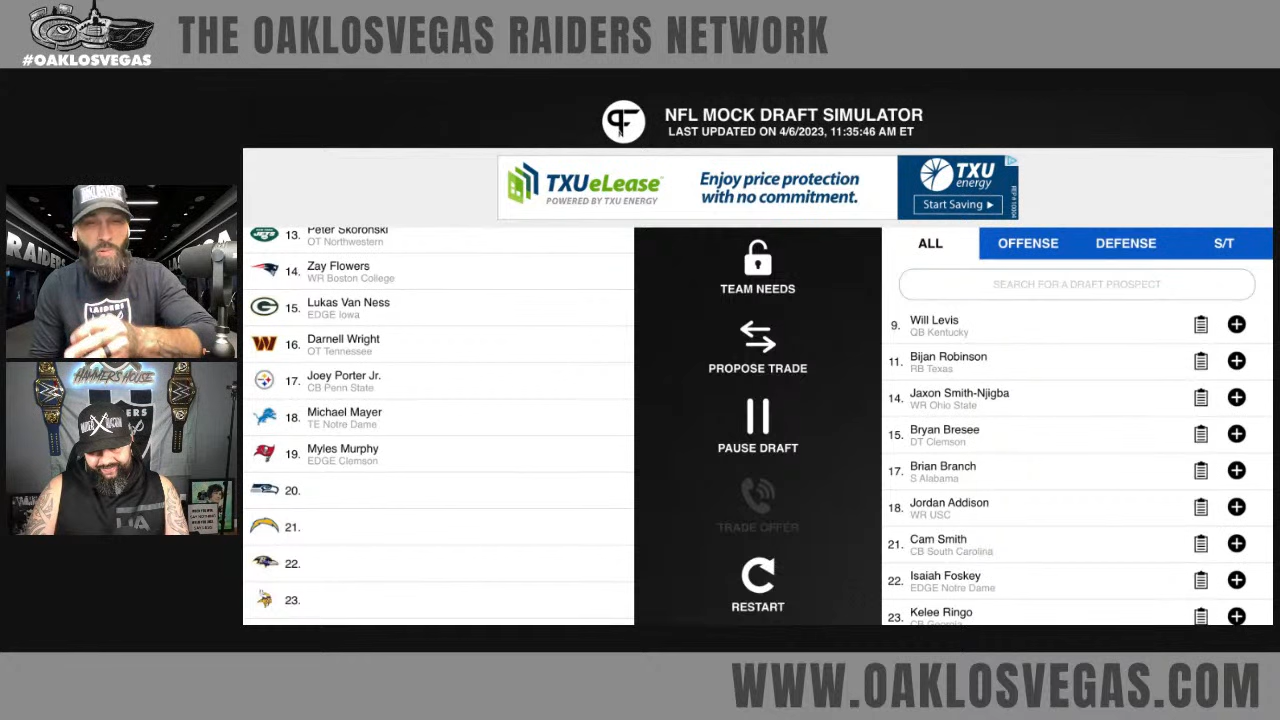 THE OAKLOSVEGAS RAIDERS NETWORK
#OAKLOSVEGAS
NFL MOCK DRAFT SIMULATOR
LAST UPDATED ON 4/6/2023, 11:35:46 AM ET
TXUeLease
POWERED BY TXU ENERGY
Enjoy price protection
with no commitment.
TXU
energy
Start Saving
13. Peter Skoronski
OT Northwestern
14. Zay Flowers
WR Boston College
15. Lukas Van Ness
EDGE Iowa
16. Darnell Wright
OT Tennessee
17. Joey Porter Jr.
CB Penn State
18. Michael Mayer
TE Notre Dame
19. Myles Murphy
EDGE Clemson
20.
21.
22.
23.
TEAM NEEDS
PROPOSE TRADE
PAUSE DRAFT
TRADE OFFER
RESTART
ALL OFFENSE DEFENSE S/T
SEARCH FOR A DRAFT PROSPECT
9. Will Levis
QB Kentucky
11. Bijan Robinson
RB Texas
14. Jaxon Smith-Njigba
WR Ohio State
15. Bryan Bresee
DT Clemson
17. Brian Branch
S Alabama
18. Jordan Addison
WR USC
21. Cam Smith
CB South Carolina
22. Isaiah Foskey
EDGE Notre Dame
23. Kelee Ringo
CB Georgia
RAIDERS
RAIDERS
HAMMERS HOUSE
WWW.OAKLOSVEGAS.COM